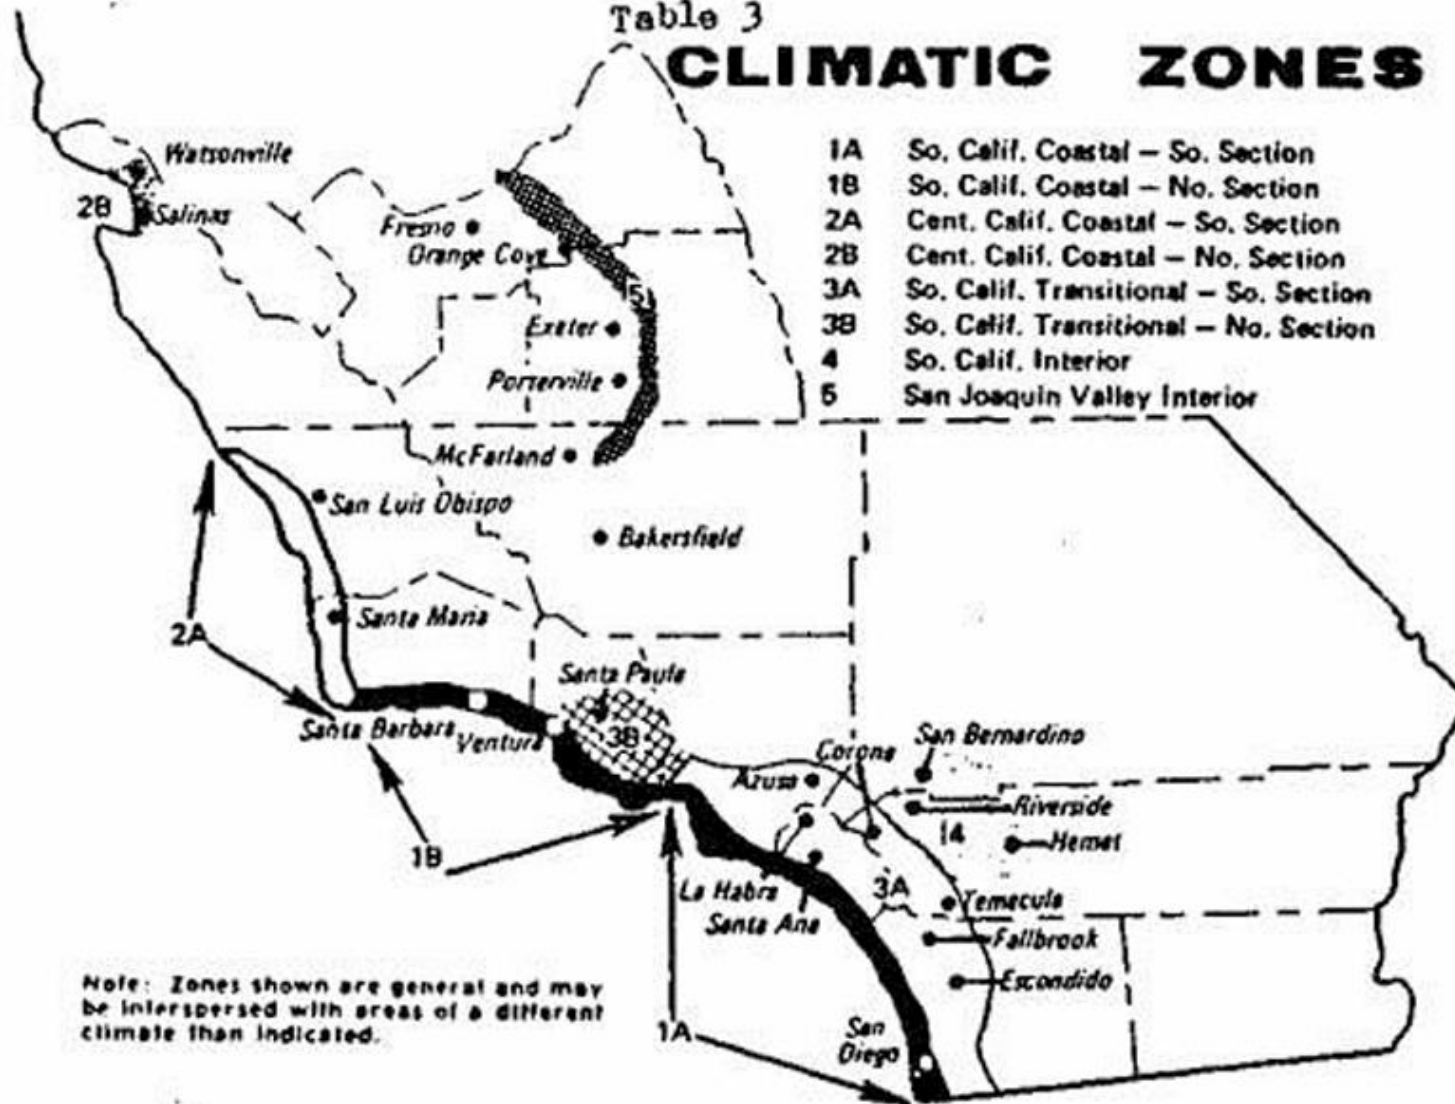 Table 3
CLIMATIC ZONES
1A So. Calif. Coastal – So. Section
1B So. Calif. Coastal – No. Section
2A Cent. Calif. Coastal – So. Section
2B Cent. Calif. Coastal – No. Section
3A So. Calif. Transitional – So. Section
3B So. Calif. Transitional – No. Section
4 So. Calif. Interior
5 San Joaquin Valley Interior
Watsonville
2B
Salinas
Fresno
Orange Cove
5
Exeter
Porterville
McFarland
San Luis Obispo
Bakersfield
2A
Santa Maria
Santa Paula
3B
Santa Barbara
Ventura
Corona
San Bernardino
Azusa
Riverside
4
Hemet
1B
La Habra
3A
Santa Ana
Temecula
Fallbrook
Escondido
Note: Zones shown are general and may
be interspersed with areas of a different
climate than indicated.
1A
San
Diego